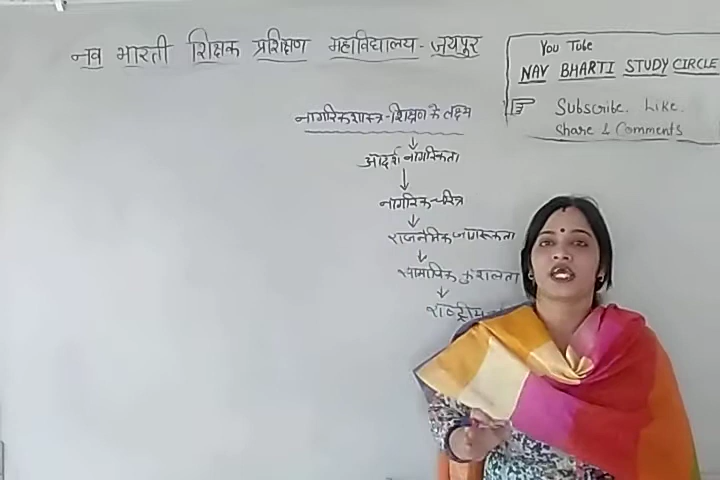 नव भारती शिक्षक प्रशिक्षण महाविद्यालय - जयपुर
You Tube
NAV BHARTI STUDY CIRCLE
Subscribe. Like.
Share & Comments
नागरिकशास्त्र-शिक्षण के लक्ष्य
आदर्श नागरिकता
नागरिक-चरित्र
राजनैतिक जागरूकता
सामाजिक कुशलता
राष्ट्रीय